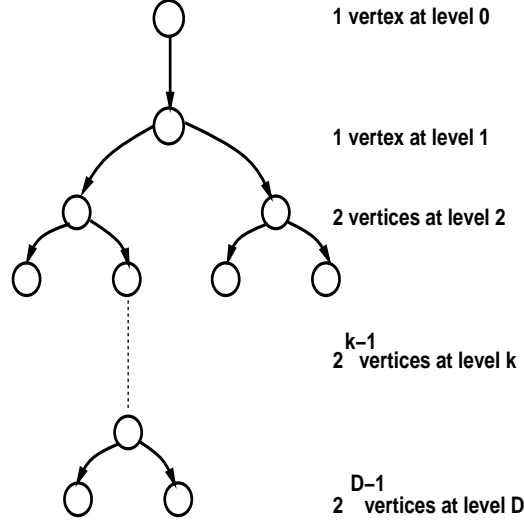 1 vertex at level 0
1 vertex at level 1
2 vertices at level 2
2^{k–1} vertices at level k
2^{D–1} vertices at level D